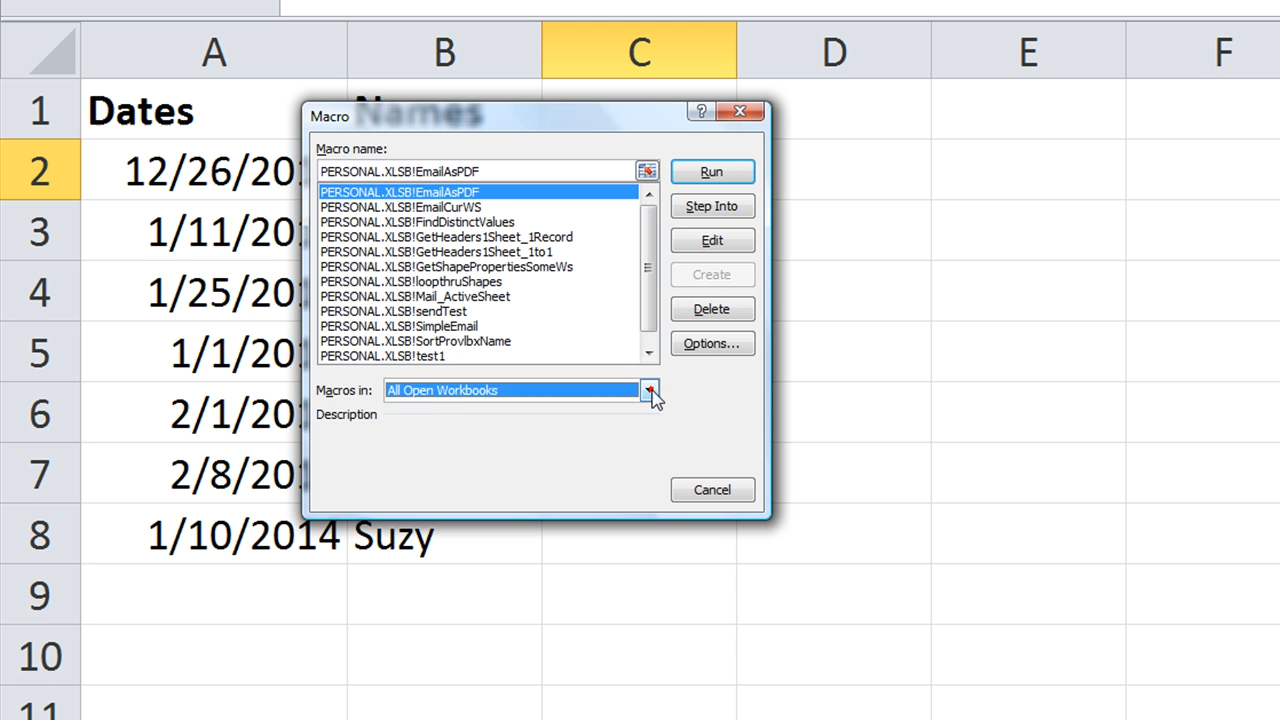 A B C D E F
1 Dates Names
2 12/26/20
3 1/11/20
4 1/25/20
5 1/1/20
6 2/1/20
7 2/8/20
8 1/10/2014 Suzy
9
10
11
Macro
Macro name:
PERSONAL.XLSB!EmailAsPDF
PERSONAL.XLSB!EmailAsPDF
PERSONAL.XLSB!EmailCurWS
PERSONAL.XLSB!FindDistinctValues
PERSONAL.XLSB!GetHeaders1Sheet_1Record
PERSONAL.XLSB!GetHeaders1Sheet_1to1
PERSONAL.XLSB!GetShapePropertiesSomeWs
PERSONAL.XLSB!loopthruShapes
PERSONAL.XLSB!Mail_ActiveSheet
PERSONAL.XLSB!sendTest
PERSONAL.XLSB!SimpleEmail
PERSONAL.XLSB!SortProvlbxName
PERSONAL.XLSB!test1
Run
Step Into
Edit
Create
Delete
Options...
Macros in: All Open Workbooks
Description
Cancel